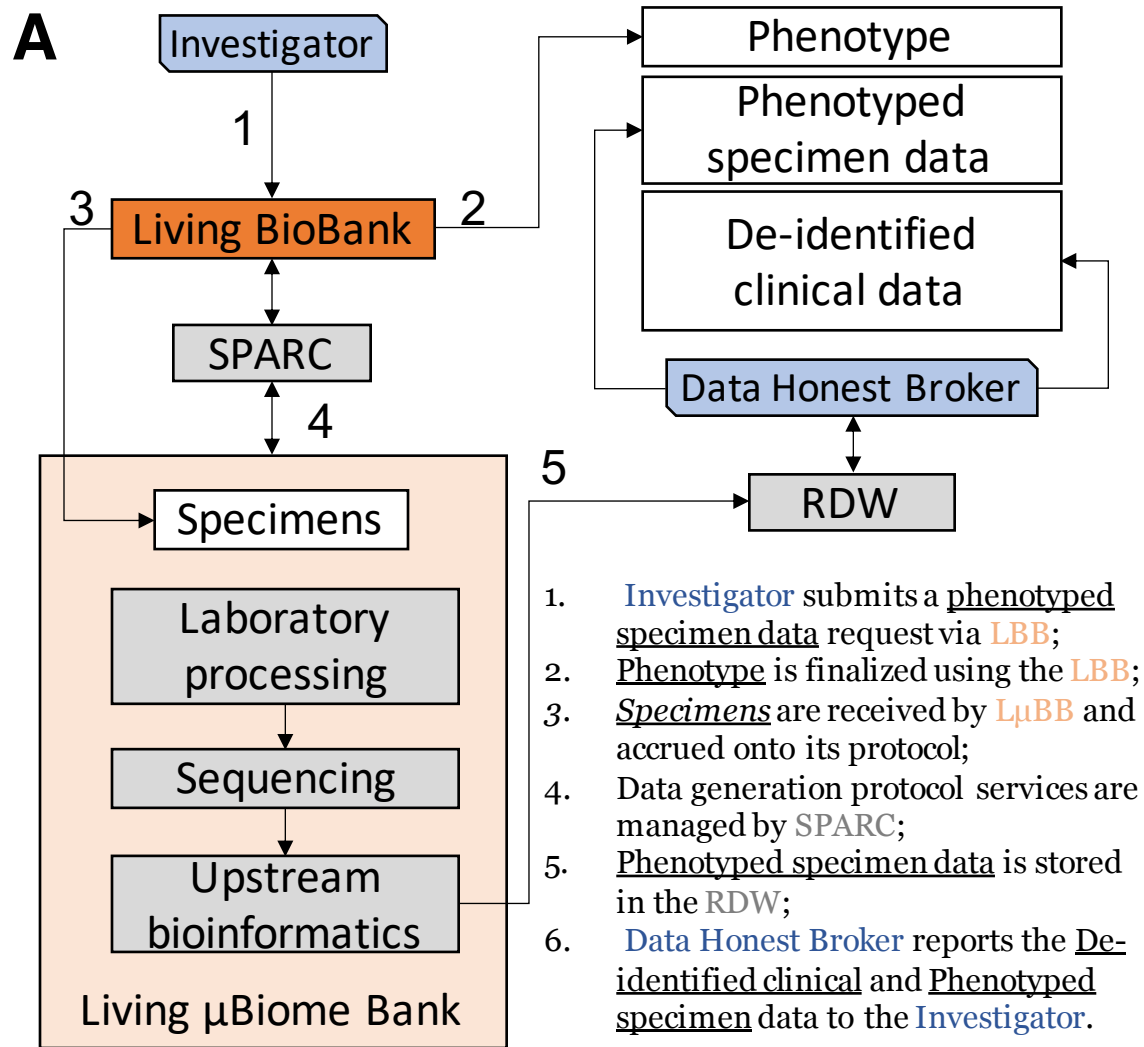 A
Investigator
1
3
Living BioBank
2
SPARC
4
Specimens
Laboratory
processing
Sequencing
Upstream
bioinformatics
Living µBiome Bank
Phenotype
Phenotyped
specimen data
De-identified
clinical data
Data Honest Broker
5
RDW
1. Investigator submits a phenotyped
specimen data request via LBB;
2. Phenotype is finalized using the LBB;
3. Specimens are received by LµBB and
accrued onto its protocol;
4. Data generation protocol services are
managed by SPARC;
5. Phenotyped specimen data is stored
in the RDW;
6. Data Honest Broker reports the De-
identified clinical and Phenotyped
specimen data to the Investigator.